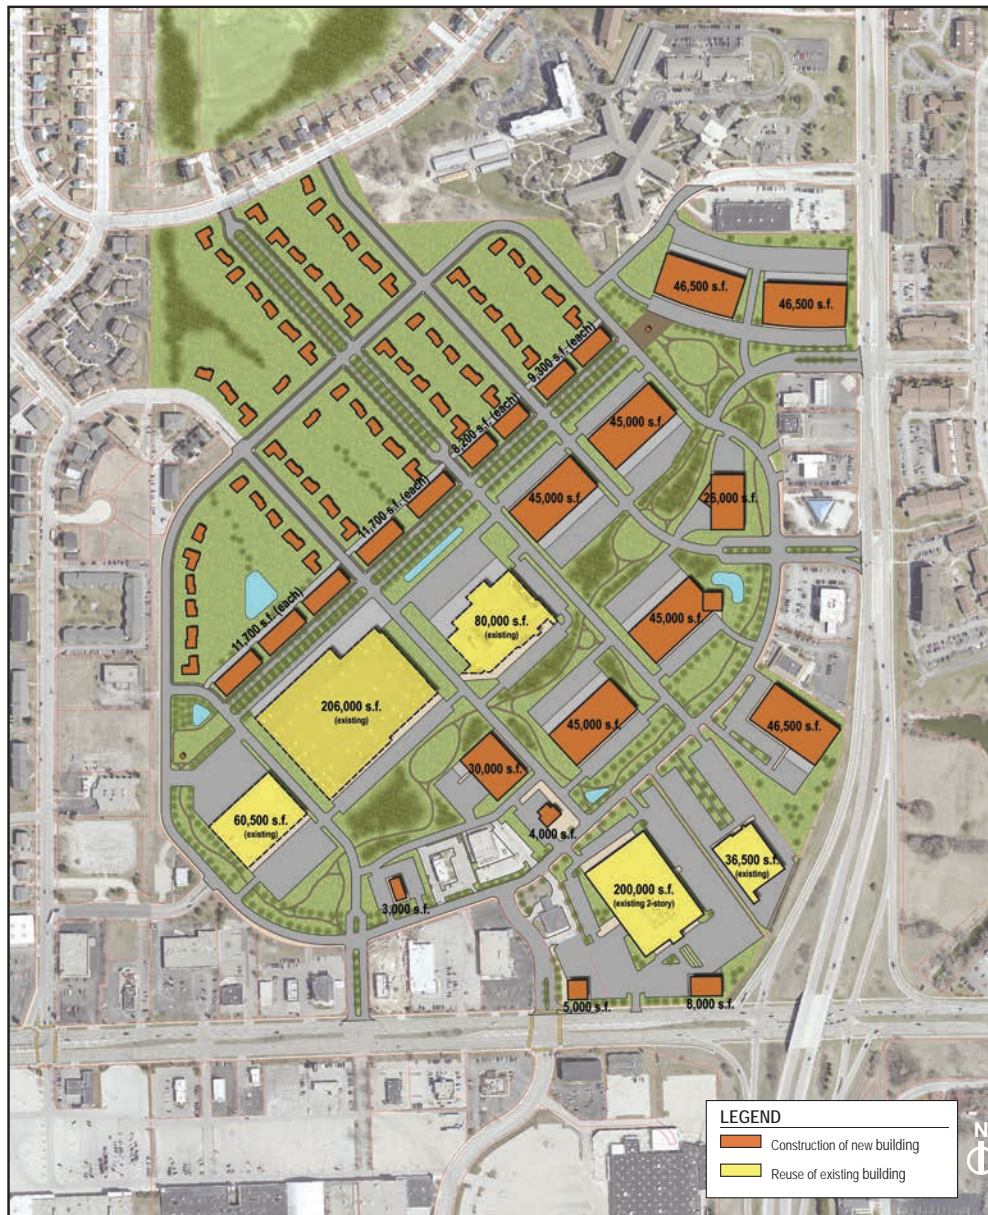 46,500 s.f.
46,500 s.f.
9,300 s.f. (each)
8,200 s.f. (each)
45,000 s.f.
11,700 s.f. (each)
45,000 s.f.
26,000 s.f.
11,700 s.f. (each)
80,000 s.f.
(existing)
45,000 s.f.
206,000 s.f.
(existing)
45,000 s.f.
46,500 s.f.
30,000 s.f.
60,500 s.f.
(existing)
4,000 s.f.
36,500 s.f.
(existing)
200,000 s.f.
(existing 2-story)
3,000 s.f.
5,000 s.f.
8,000 s.f.
LEGEND
Construction of new building
Reuse of existing building
N